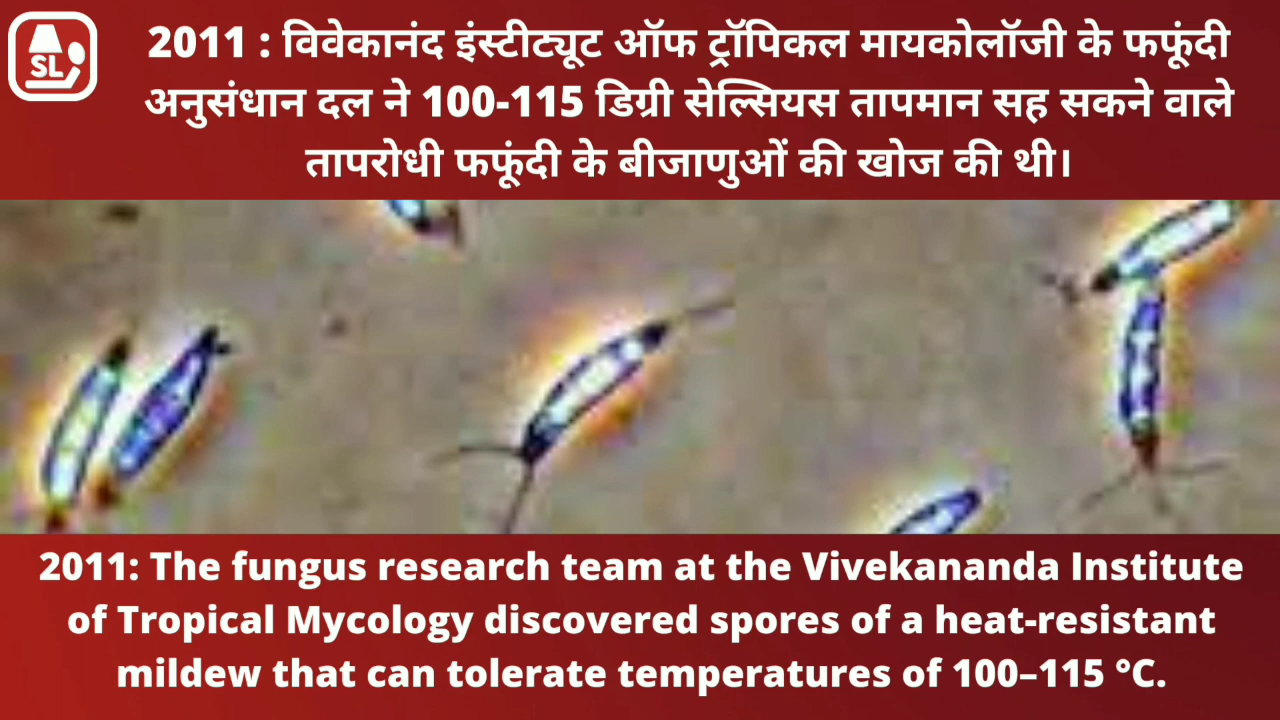 SL
2011 : विवेकानंद इंस्टीट्यूट ऑफ ट्रॉपिकल मायकोलॉजी के फफूंदी
अनुसंधान दल ने 100-115 डिग्री सेल्सियस तापमान सह सकने वाले
तापरोधी फफूंदी के बीजाणुओं की खोज की थी।
2011: The fungus research team at the Vivekananda Institute
of Tropical Mycology discovered spores of a heat-resistant
mildew that can tolerate temperatures of 100–115 °C.